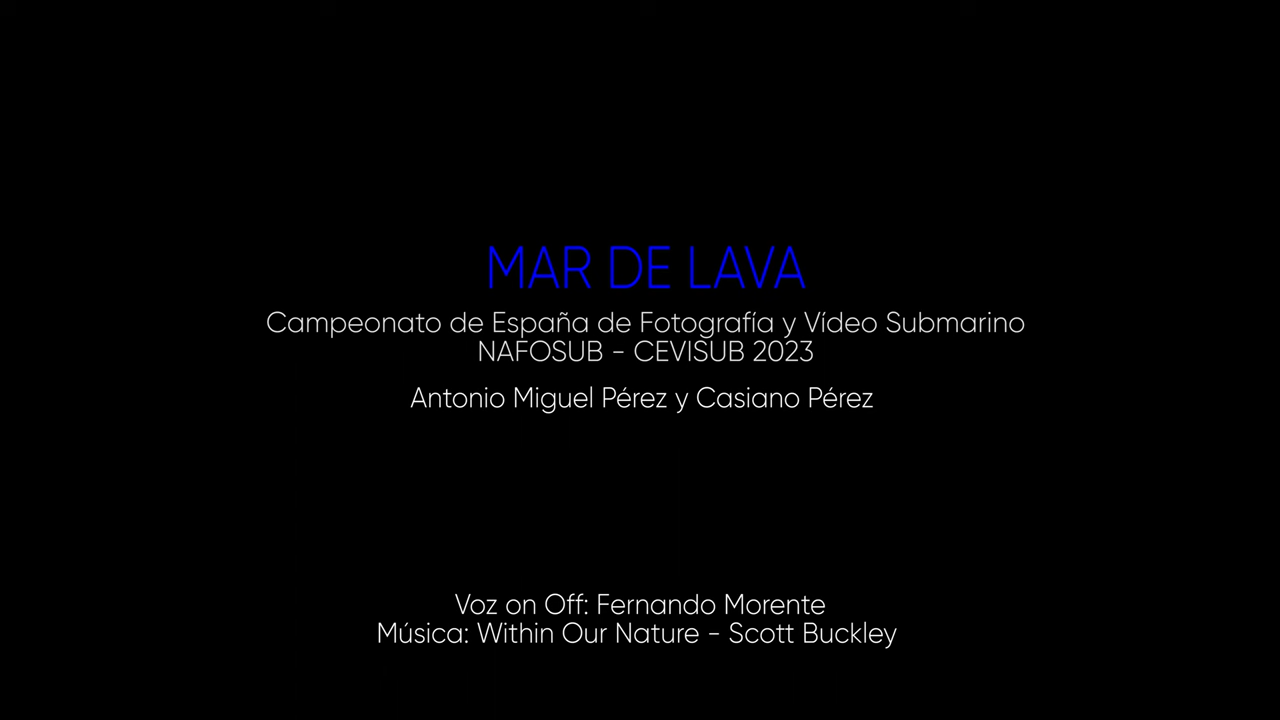 MAR DE LAVA
Campeonato de España de Fotografía y Vídeo Submarino
NAFOSUB - CEVISUB 2023
Antonio Miguel Pérez y Casiano Pérez
Voz on Off: Fernando Morente
Música: Within Our Nature - Scott Buckley